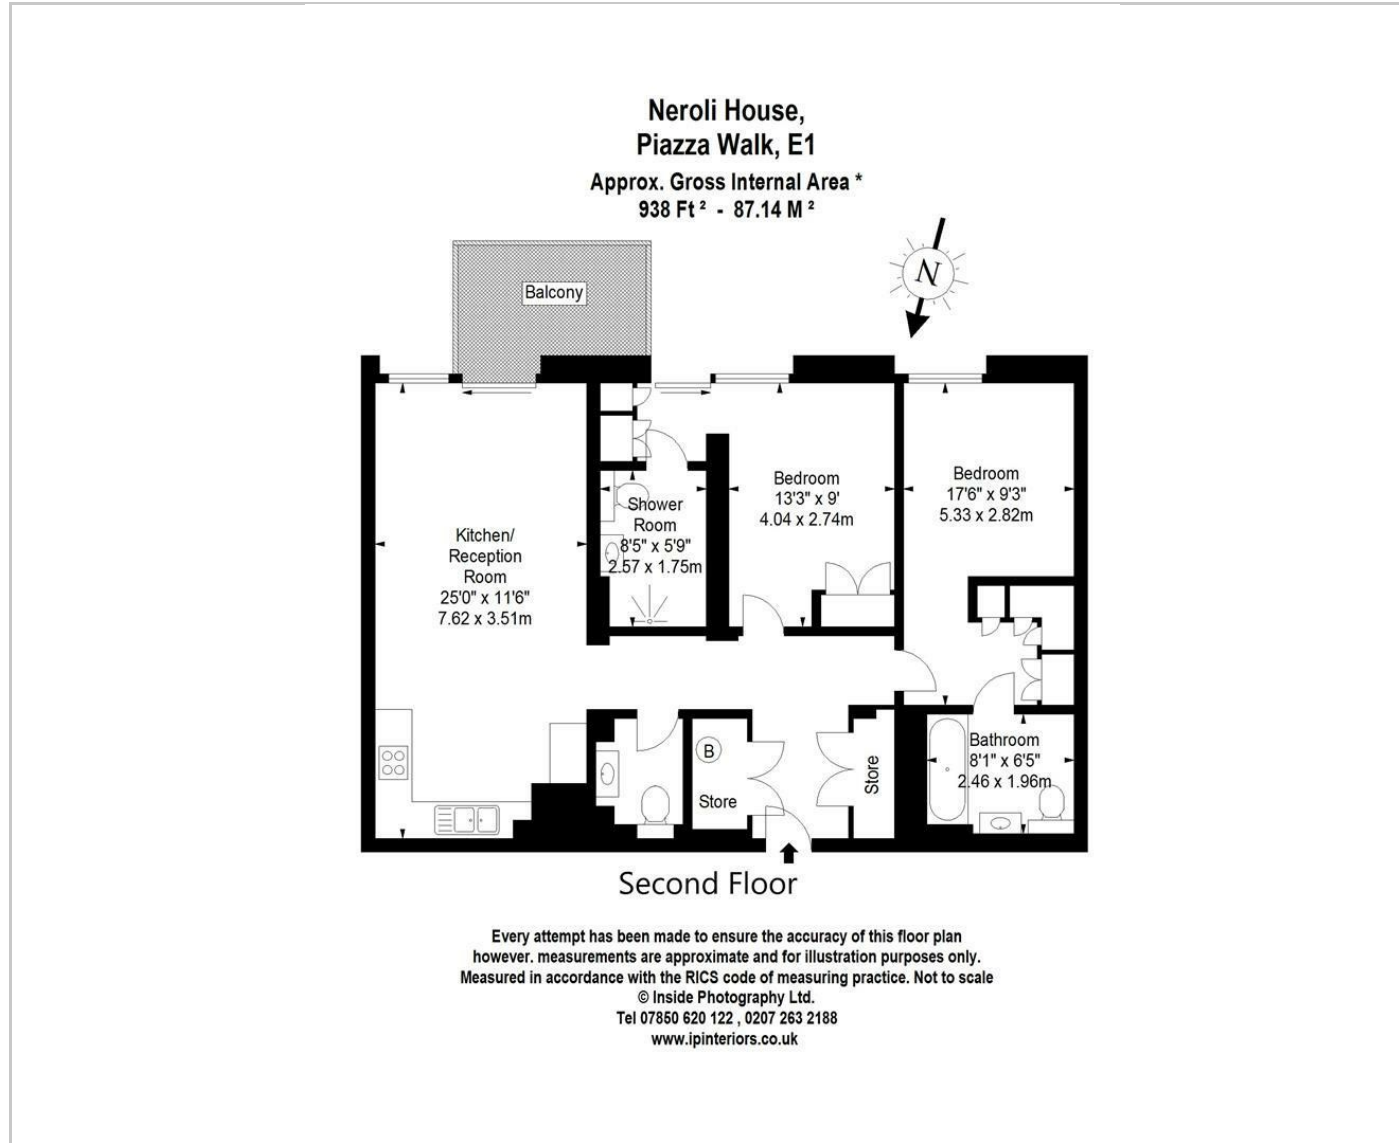 Neroli House,
Piazza Walk, E1
Approx. Gross Internal Area *
938 Ft ² - 87.14 M ²
N
Balcony
Kitchen/
Reception
Room
25'0" x 11'6"
7.62 x 3.51m
Shower
Room
8'5" x 5'9"
2.57 x 1.75m
Bedroom
13'3" x 9'
4.04 x 2.74m
Bedroom
17'6" x 9'3"
5.33 x 2.82m
B
Store
Store
Bathroom
8'1" x 6'5"
2.46 x 1.96m
Second Floor
Every attempt has been made to ensure the accuracy of this floor plan
however. measurements are approximate and for illustration purposes only.
Measured in accordance with the RICS code of measuring practice. Not to scale
© Inside Photography Ltd.
Tel 07850 620 122 , 0207 263 2188
www.ipinteriors.co.uk